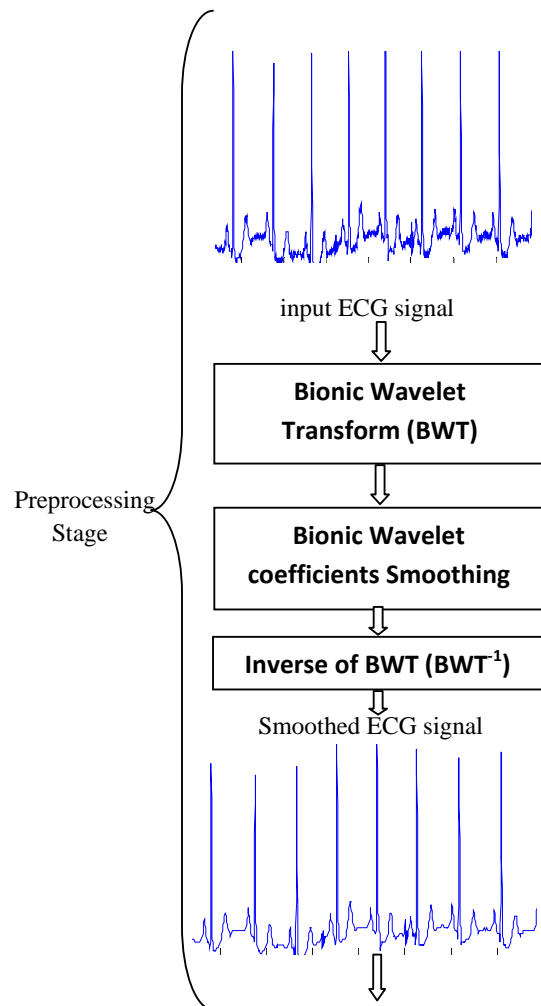 input ECG signal
Bionic Wavelet
Transform (BWT)
Preprocessing
Stage
Bionic Wavelet
coefficients Smoothing
Inverse of BWT (BWT⁻¹)
Smoothed ECG signal